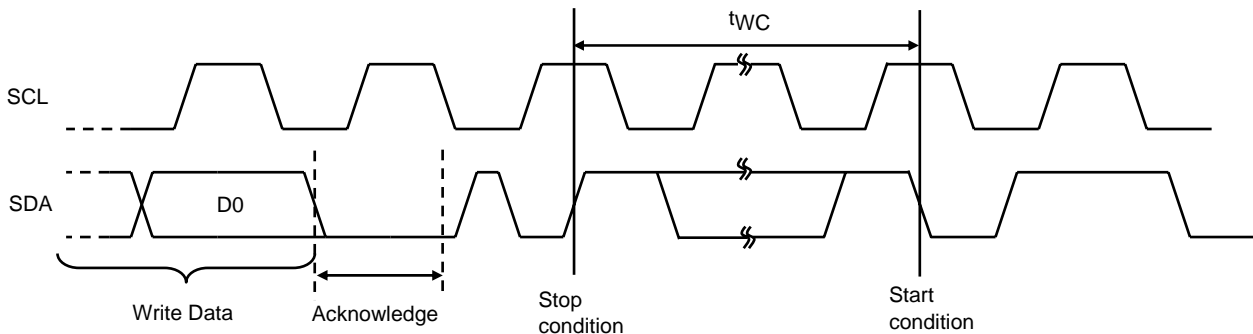 tWC
SCL
SDA
D0
Write Data
Acknowledge
Stop
condition
Start
condition